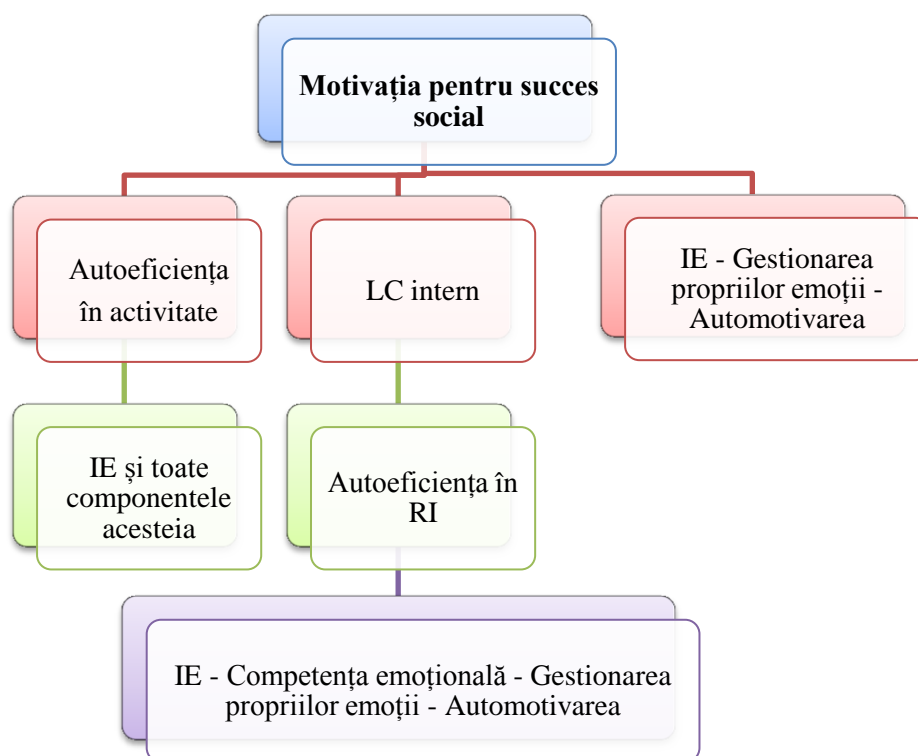 Motivația pentru succes
social
Autoeficiența
în activitate
LC intern
IE - Gestionarea
propriilor emoții -
Automotivarea
IE și toate
componentele
acesteia
Autoeficiența în
RI
IE - Competența emoțională - Gestionarea
propriilor emoții - Automotivarea